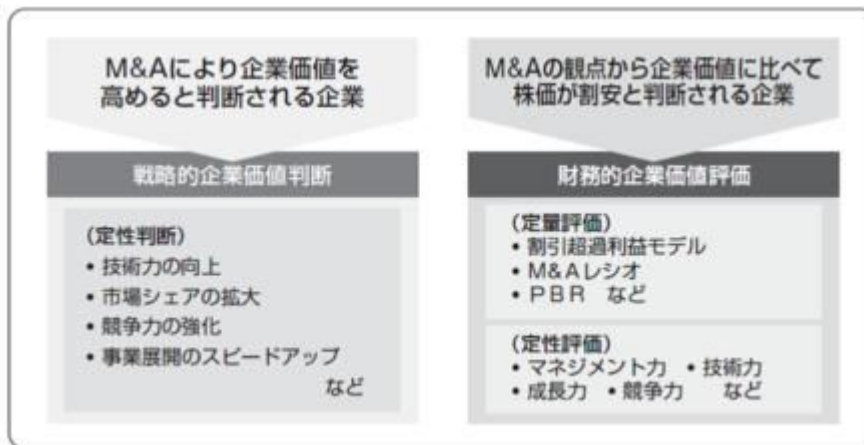 M&Aにより企業価値を
高めると判断される企業
戦略的企業価値判断
(定性判断)
• 技術力の向上
• 市場シェアの拡大
• 競争力の強化
• 事業展開のスピードアップ
など
M&Aの観点から企業価値に比べて
株価が割安と判断される企業
財務的企業価値評価
(定量評価)
• 割引超過利益モデル
• M&Aレシオ
• PBR など
(定性評価)
• マネジメント力 • 技術力
• 成長力 • 競争力 など